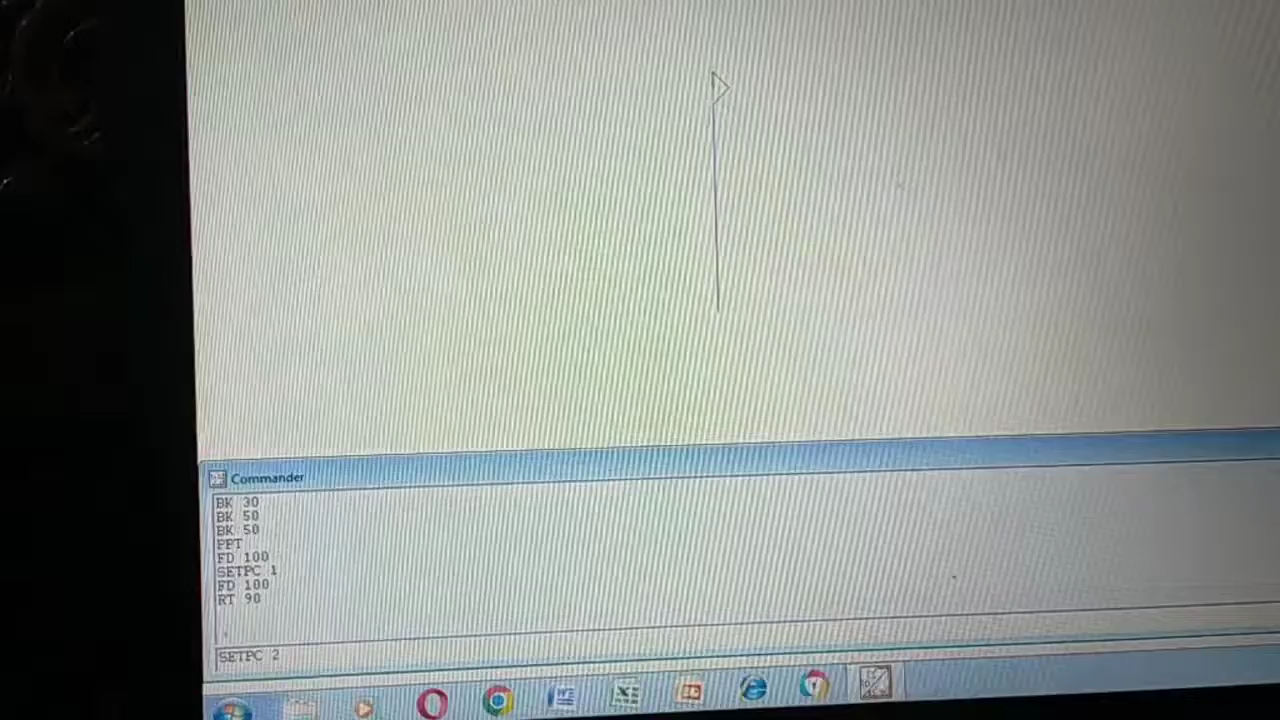 Commander
BK 30
BK 50
BK 50
PPT
FD 100
SETPC 1
FD 100
RT 90
SETPC 2